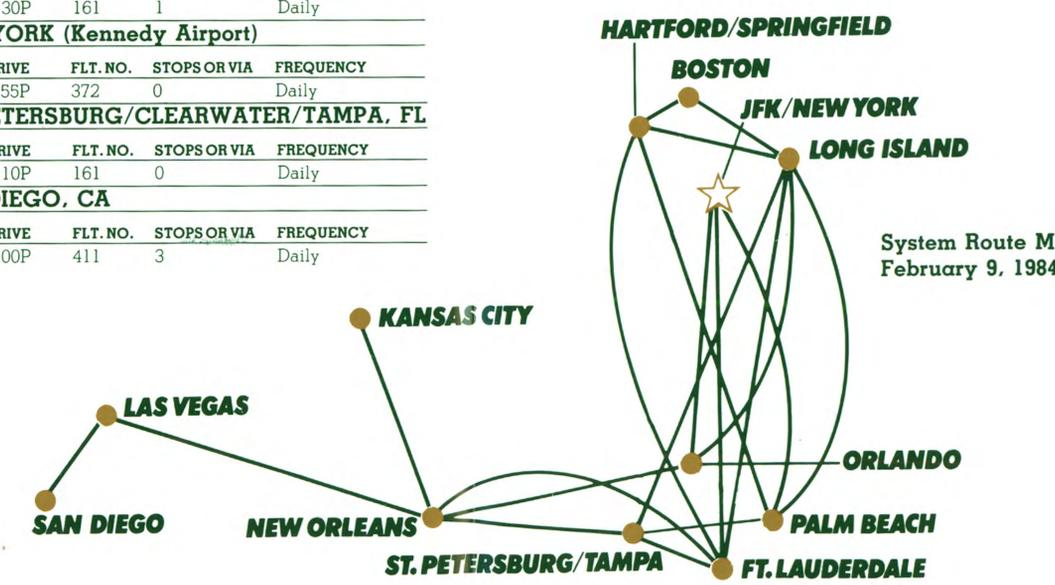 30P 161 1 Daily
YORK (Kennedy Airport)
RIVE FLT. NO. STOPS OR VIA FREQUENCY
55P 372 0 Daily
ETERSBURG/CLEARWATER/TAMPA, FL
RIVE FLT. NO. STOPS OR VIA FREQUENCY
10P 161 0 Daily
DIEGO, CA
RIVE FLT. NO. STOPS OR VIA FREQUENCY
00P 411 3 Daily
HARTFORD/SPRINGFIELD
BOSTON
JFK/NEW YORK
LONG ISLAND
System Route M
February 9, 1984
KANSAS CITY
LAS VEGAS
ORLANDO
SAN DIEGO
NEW ORLEANS
PALM BEACH
ST. PETERSBURG/TAMPA
FT. LAUDERDALE